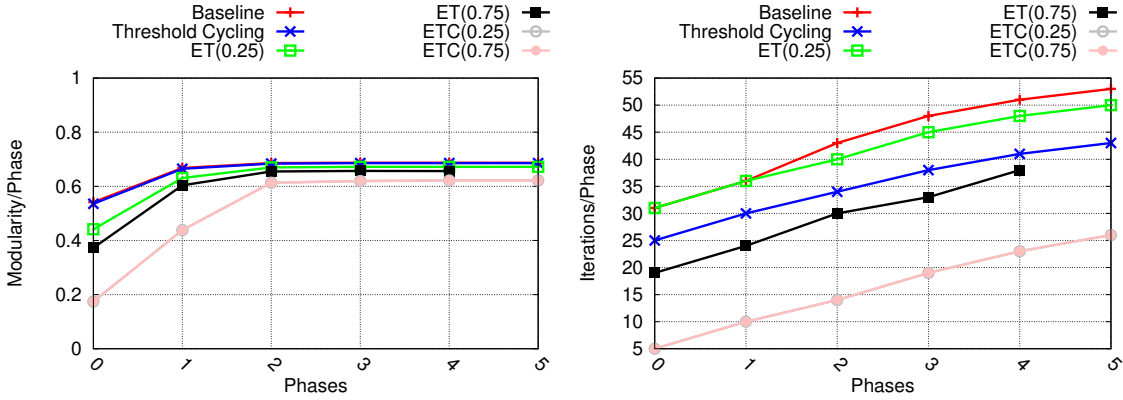 Baseline
Threshold Cycling
ET(0.25)
ET(0.75)
ETC(0.25)
ETC(0.75)
1
0.8
0.6
0.4
0.2
0
Modularity/Phase
0 1 2 3 4 5
Phases
Baseline
Threshold Cycling
ET(0.25)
ET(0.75)
ETC(0.25)
ETC(0.75)
55
50
45
40
35
30
25
20
15
10
5
Iterations/Phase
0 1 2 3 4 5
Phases